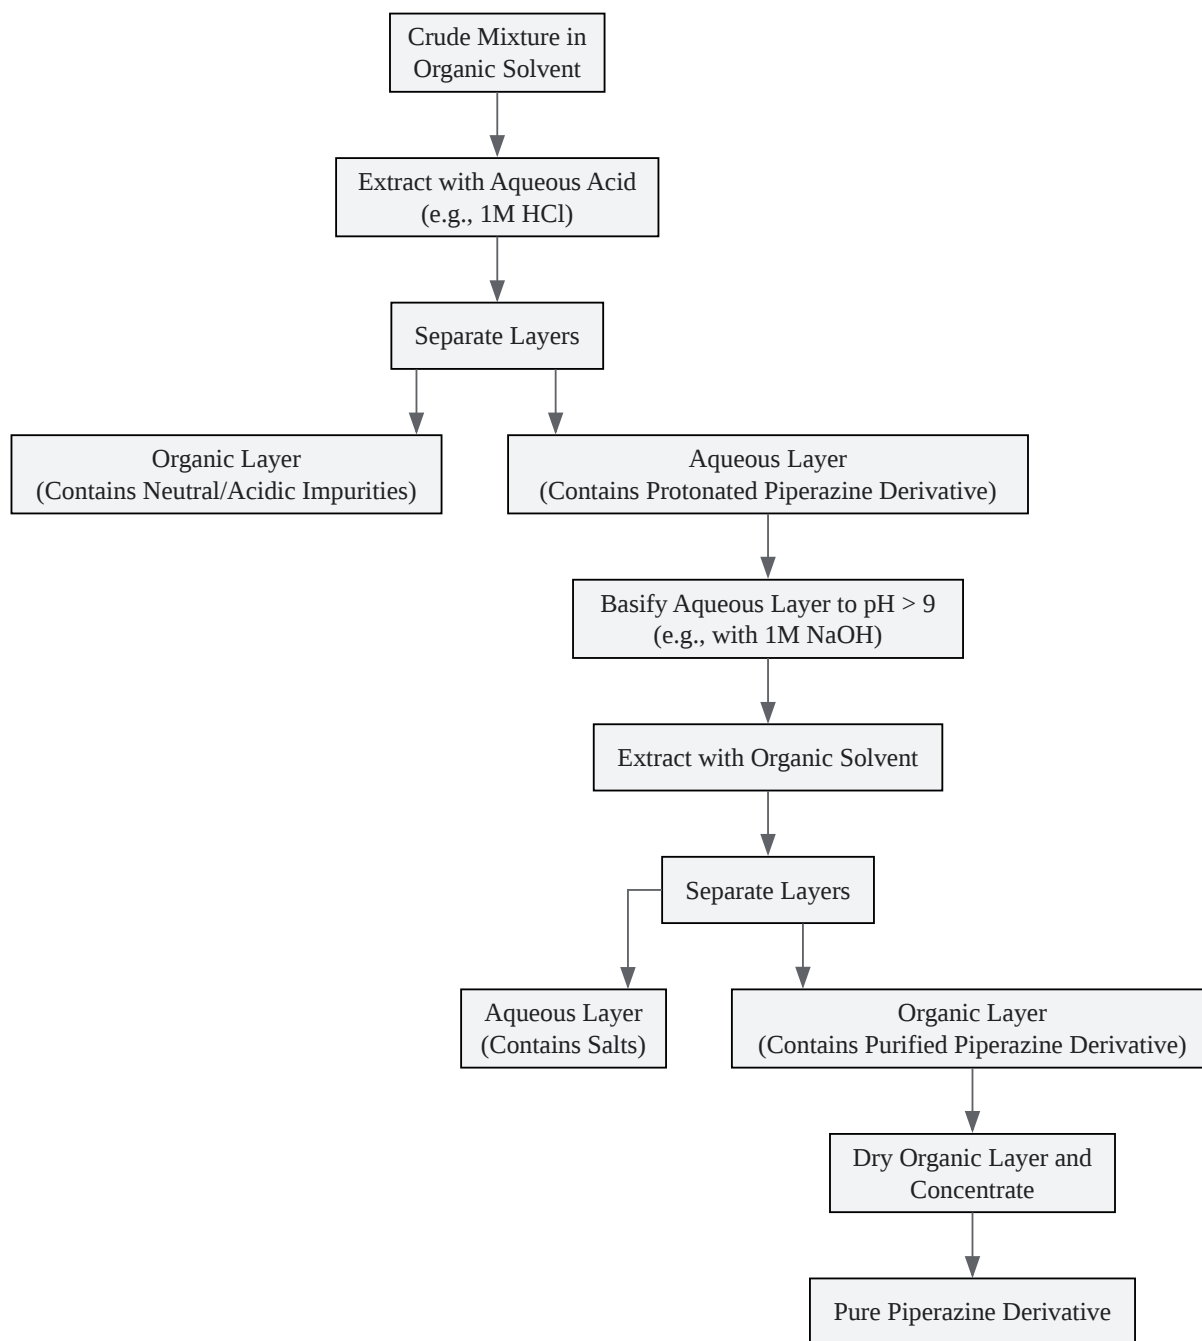 Crude Mixture in
Organic Solvent
Extract with Aqueous Acid
(e.g., 1M HCl)
Separate Layers
Organic Layer
(Contains Neutral/Acidic Impurities)
Aqueous Layer
(Contains Protonated Piperazine Derivative)
Basify Aqueous Layer to pH > 9
(e.g., with 1M NaOH)
Extract with Organic Solvent
Separate Layers
Aqueous Layer
(Contains Salts)
Organic Layer
(Contains Purified Piperazine Derivative)
Dry Organic Layer and
Concentrate
Pure Piperazine Derivative